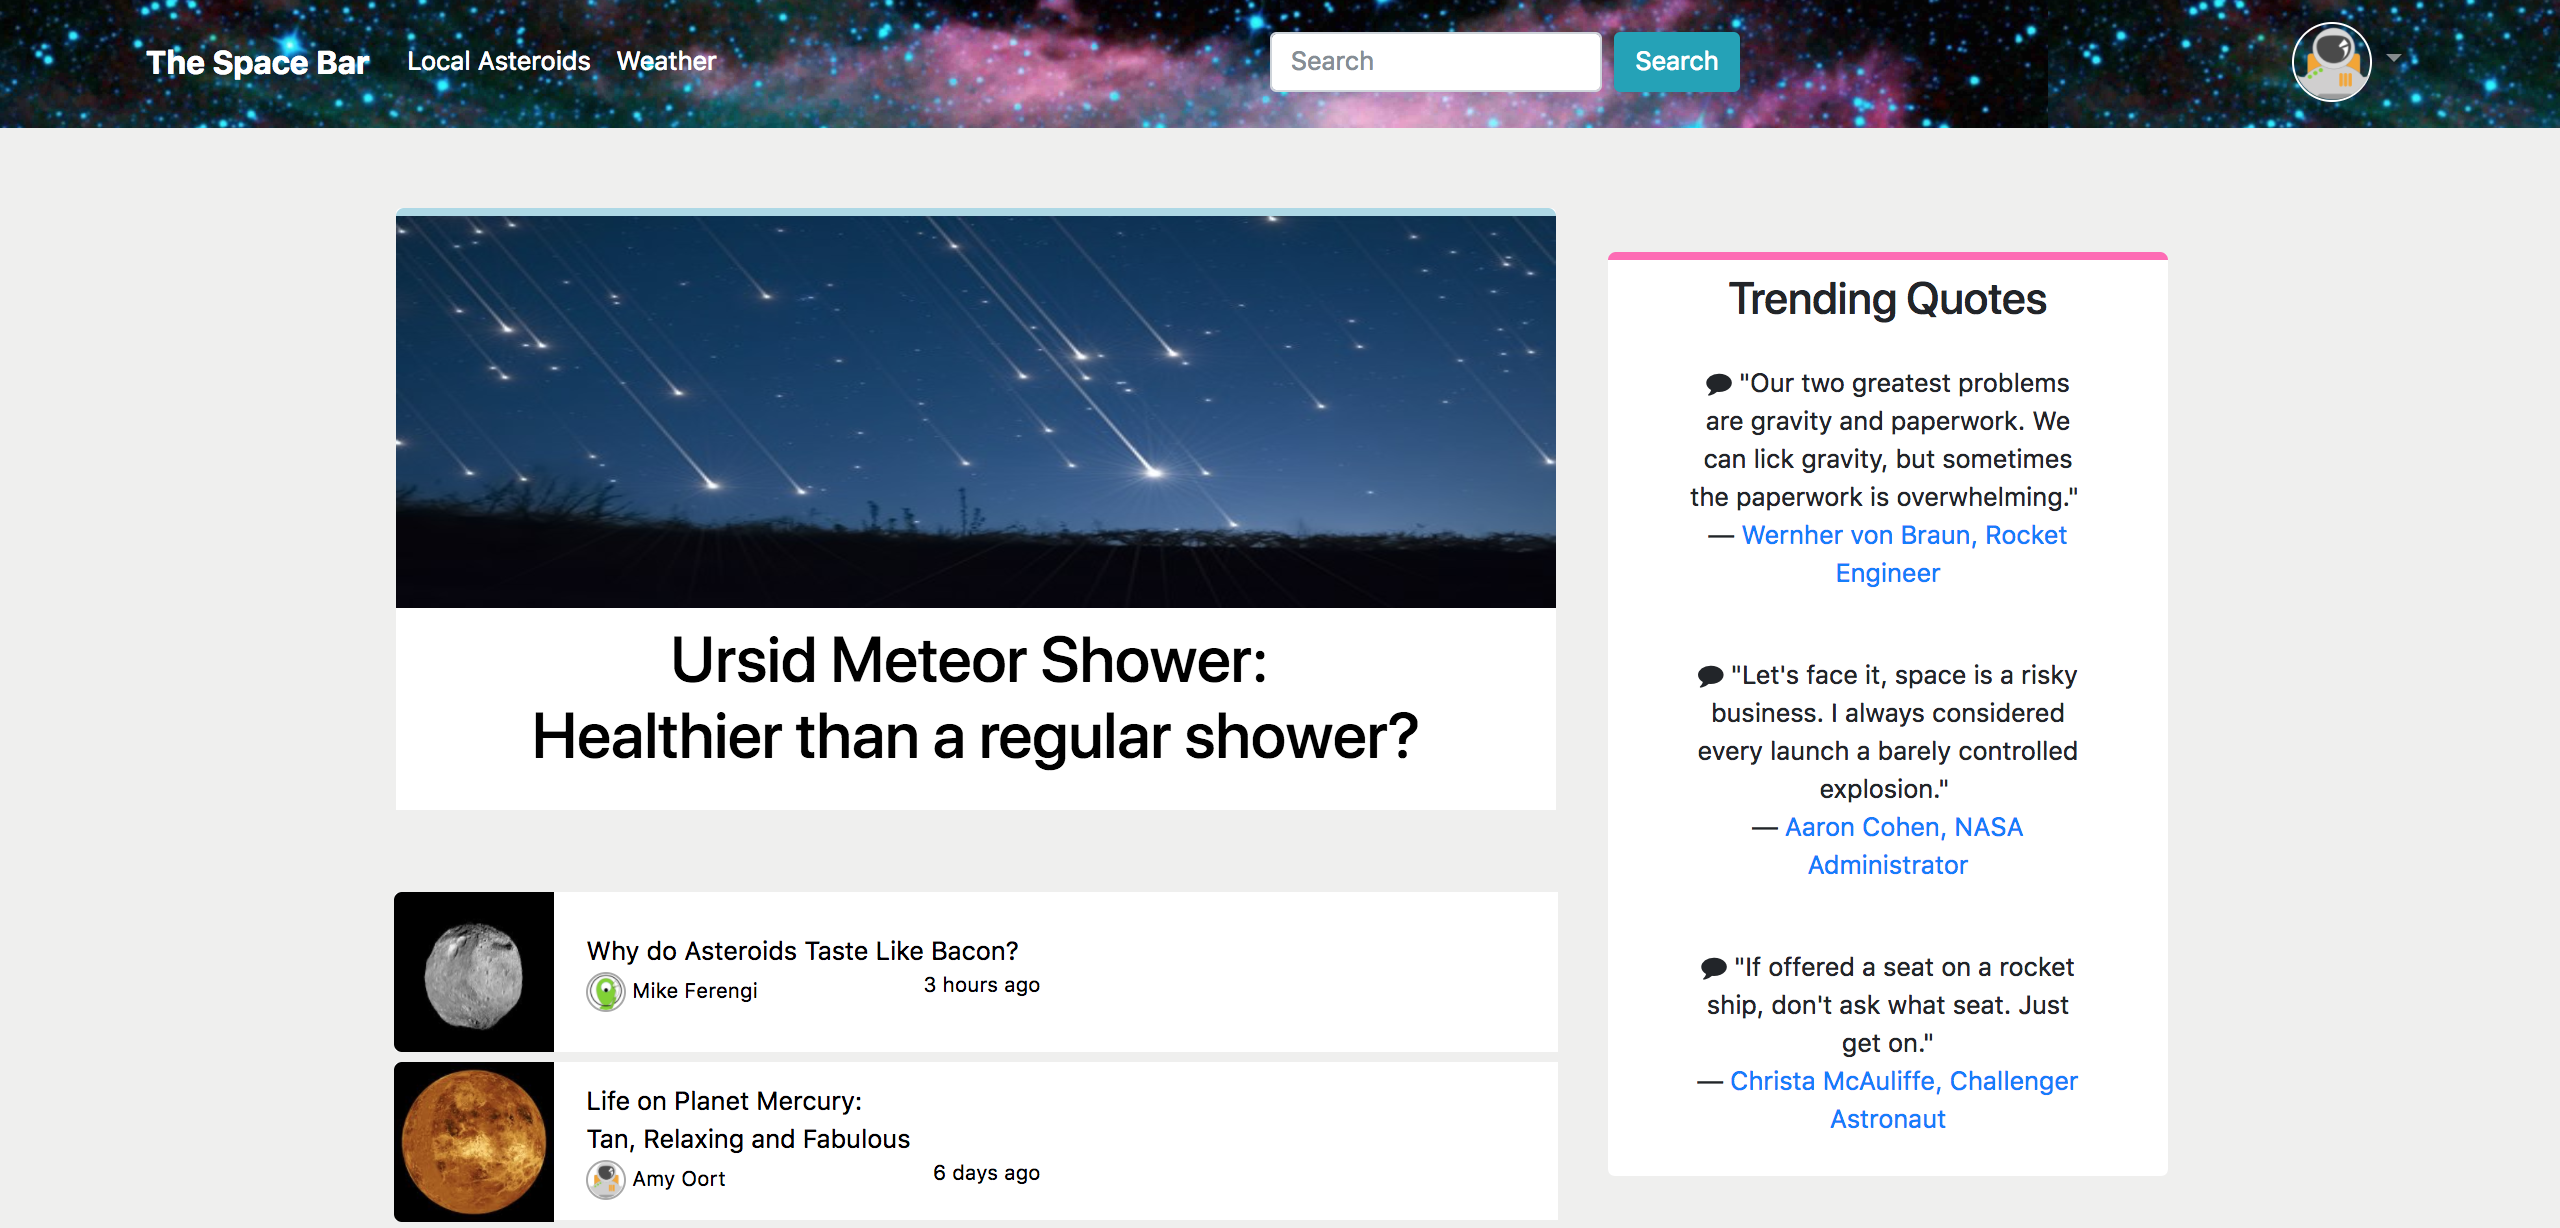 The Space Bar
Local Asteroids
Weather
Search
Search
Ursid Meteor Shower:
Healthier than a regular shower?
Why do Asteroids Taste Like Bacon?
Mike Ferengi
3 hours ago
Life on Planet Mercury:
Tan, Relaxing and Fabulous
Amy Oort
6 days ago
Trending Quotes
"Our two greatest problems
are gravity and paperwork. We
can lick gravity, but sometimes
the paperwork is overwhelming."
— Wernher von Braun, Rocket
Engineer
"Let's face it, space is a risky
business. I always considered
every launch a barely controlled
explosion."
— Aaron Cohen, NASA
Administrator
"If offered a seat on a rocket
ship, don't ask what seat. Just
get on."
— Christa McAuliffe, Challenger
Astronaut